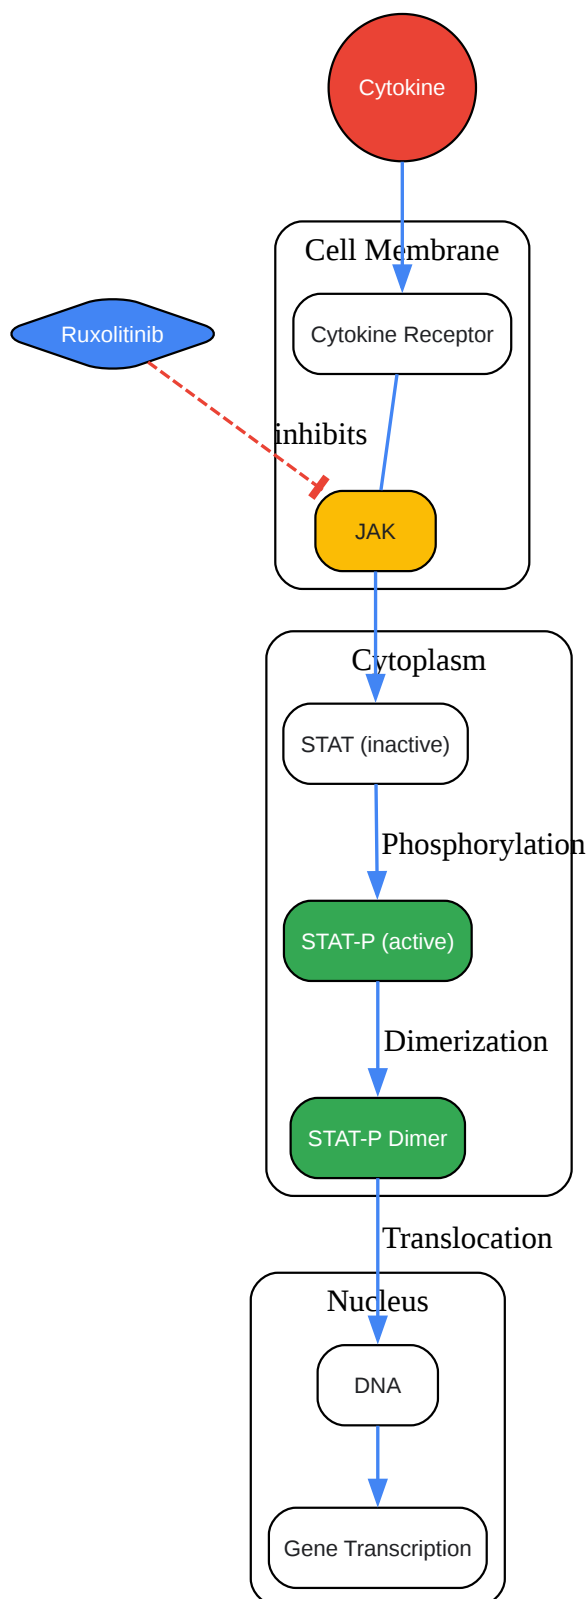 Cytokine
Cell Membrane
Cytokine Receptor
Ruxolitinib
inhibits
JAK
Cytoplasm
STAT (inactive)
Phosphorylation
STAT-P (active)
Dimerization
STAT-P Dimer
Translocation
Nucleus
DNA
Gene Transcription